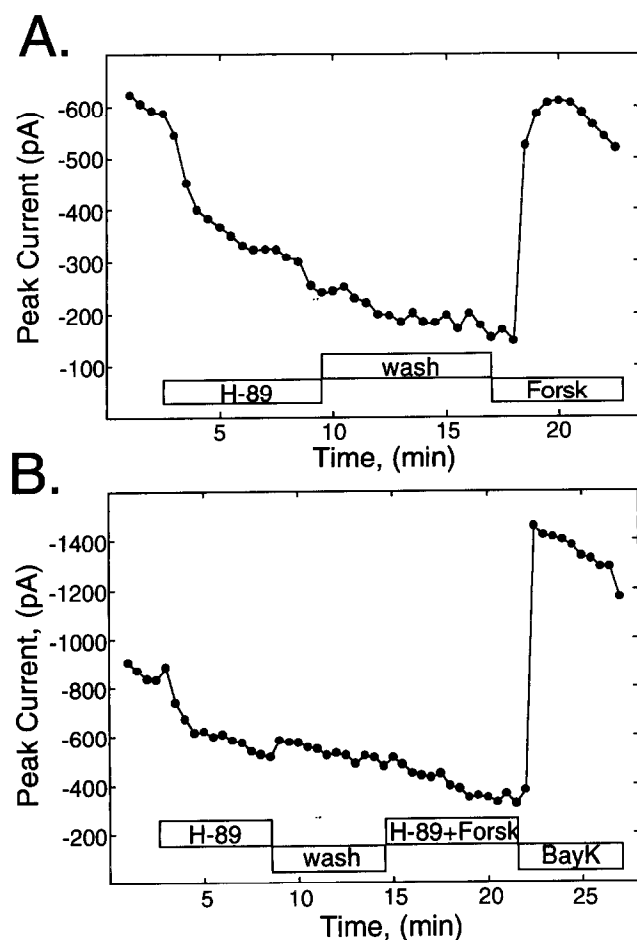 A.
Peak Current (pA)
-600
-500
-400
-300
-200
-100
wash
H-89
Forsk
5
10
15
20
Time, (min)
B.
Peak Current, (pA)
-1400
-1200
-1000
-800
-600
-400
-200
H-89
H-89+Forsk
wash
BayK
5
10
15
20
25
Time, (min)